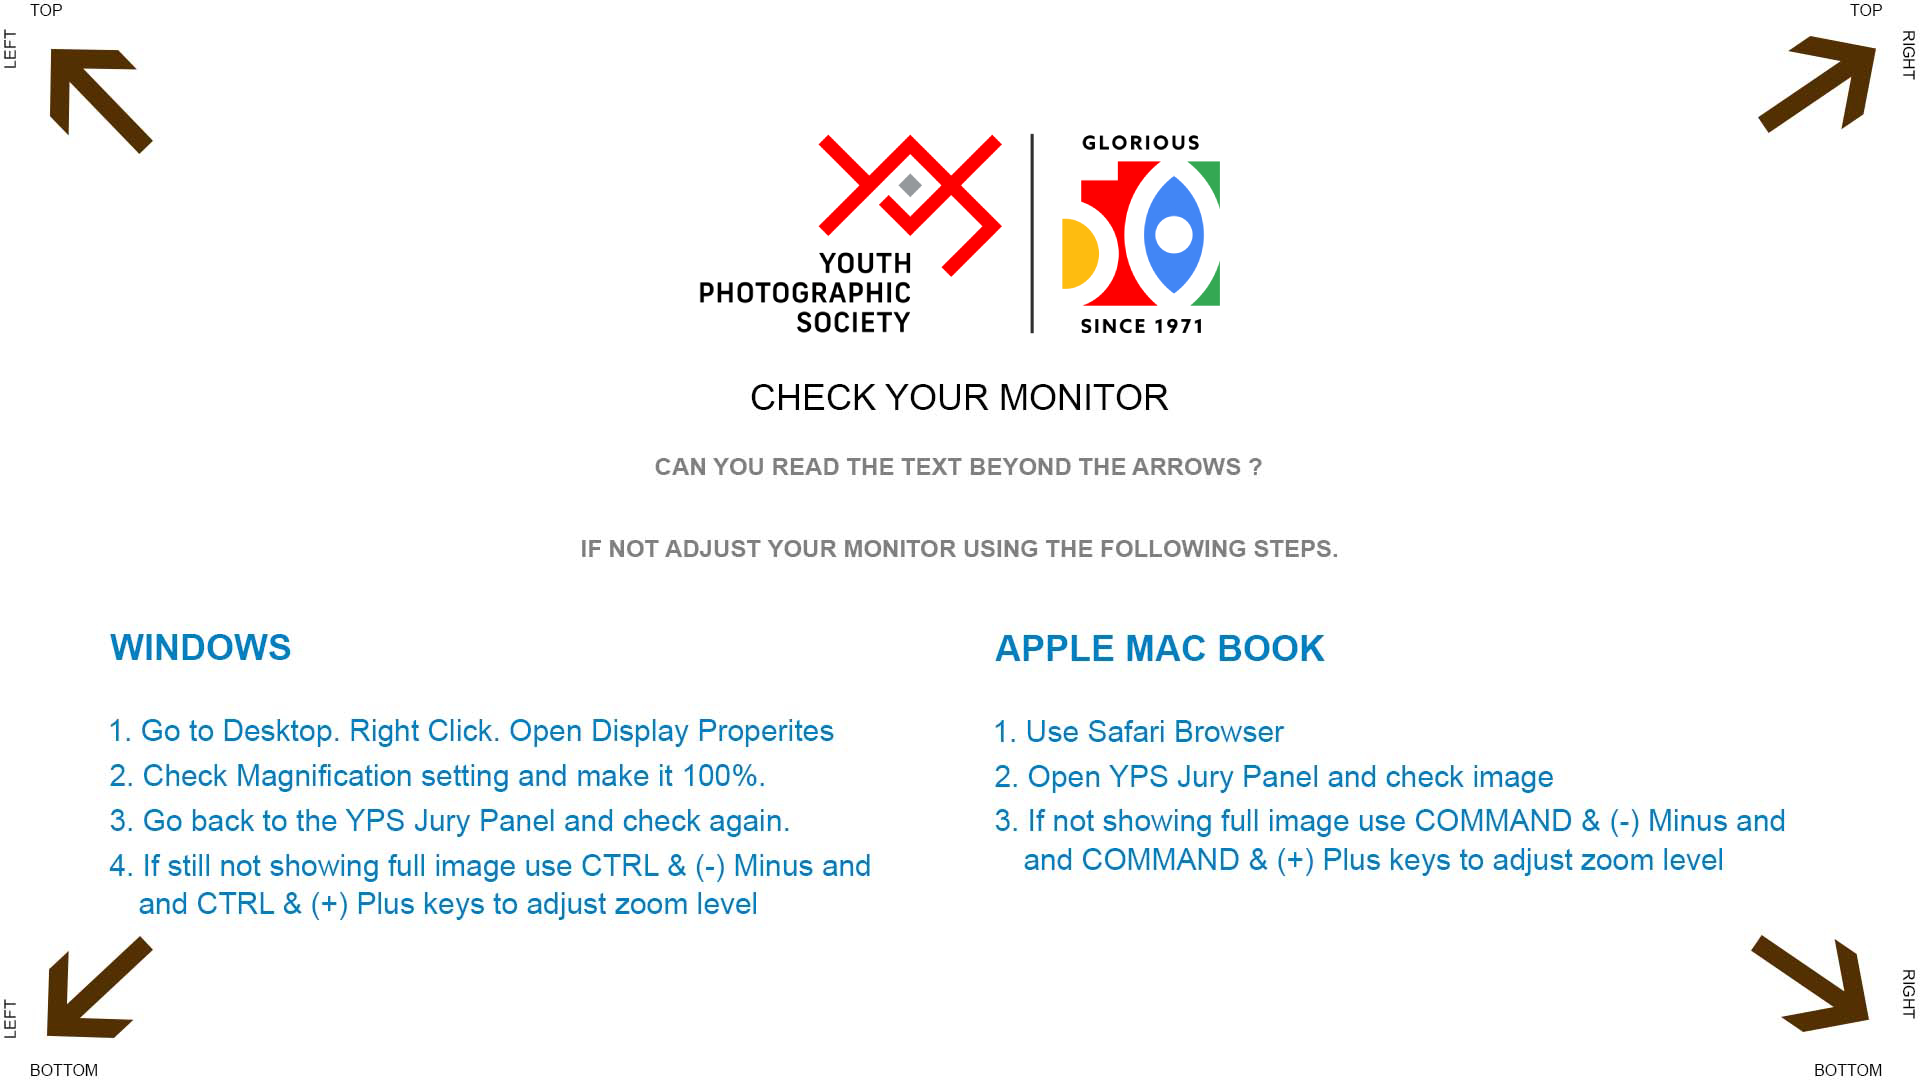 TOP
TOP
LEFT
RIGHT
GLORIOUS
YOUTH
PHOTOGRAPHIC
SOCIETY
SINCE 1971
CHECK YOUR MONITOR
CAN YOU READ THE TEXT BEYOND THE ARROWS ?
IF NOT ADJUST YOUR MONITOR USING THE FOLLOWING STEPS.
WINDOWS
1. Go to Desktop. Right Click. Open Display Properites
2. Check Magnification setting and make it 100%.
3. Go back to the YPS Jury Panel and check again.
4. If still not showing full image use CTRL & (-) Minus and
and CTRL & (+) Plus keys to adjust zoom level
APPLE MAC BOOK
1. Use Safari Browser
2. Open YPS Jury Panel and check image
3. If not showing full image use COMMAND & (-) Minus and
and COMMAND & (+) Plus keys to adjust zoom level
LEFT
RIGHT
BOTTOM
BOTTOM